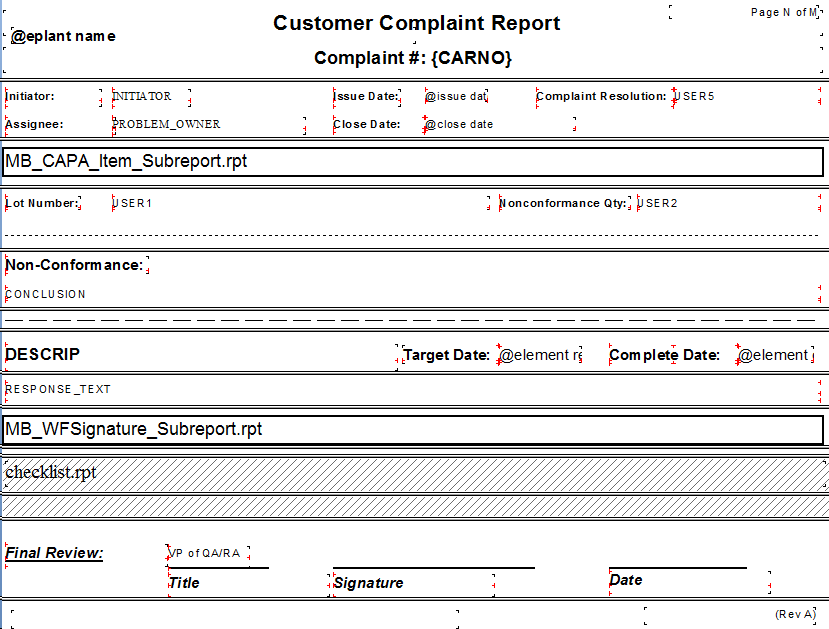 Customer Complaint Report
Page N of M
@eplant name
Complaint #: {CARNO}
Initiator: INITIATOR Issue Date: @issue dat Complaint Resolution: USER5
Assignee: PROBLEM_OWNER Close Date: @close date
MB_CAPA_Item_Subreport.rpt
Lot Number: USER1 Nonconformance Qty: USER2
Non-Conformance:
CONCLUSION
DESCRIP Target Date: @element re Complete Date: @element
RESPONSE_TEXT
MB_WFSignature_Subreport.rpt
checklist.rpt
Final Review: VP of QA/RA
Title Signature Date
(Rev A)